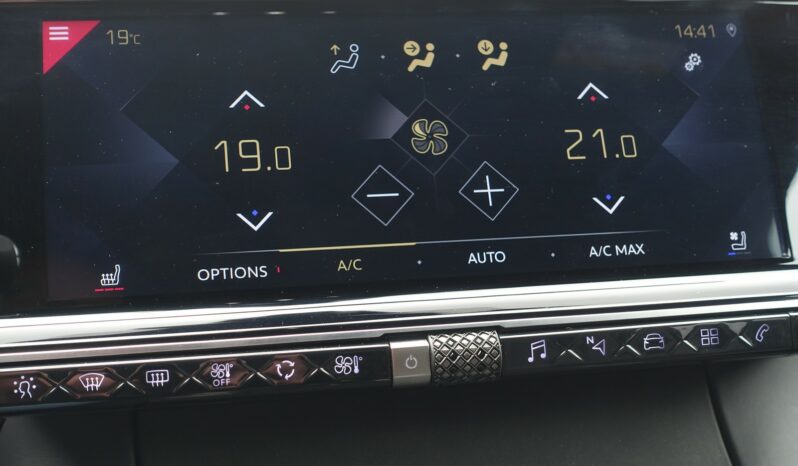 19°C
14:41
19.0
21.0
OPTIONS
A/C
AUTO
A/C MAX
OFF
N